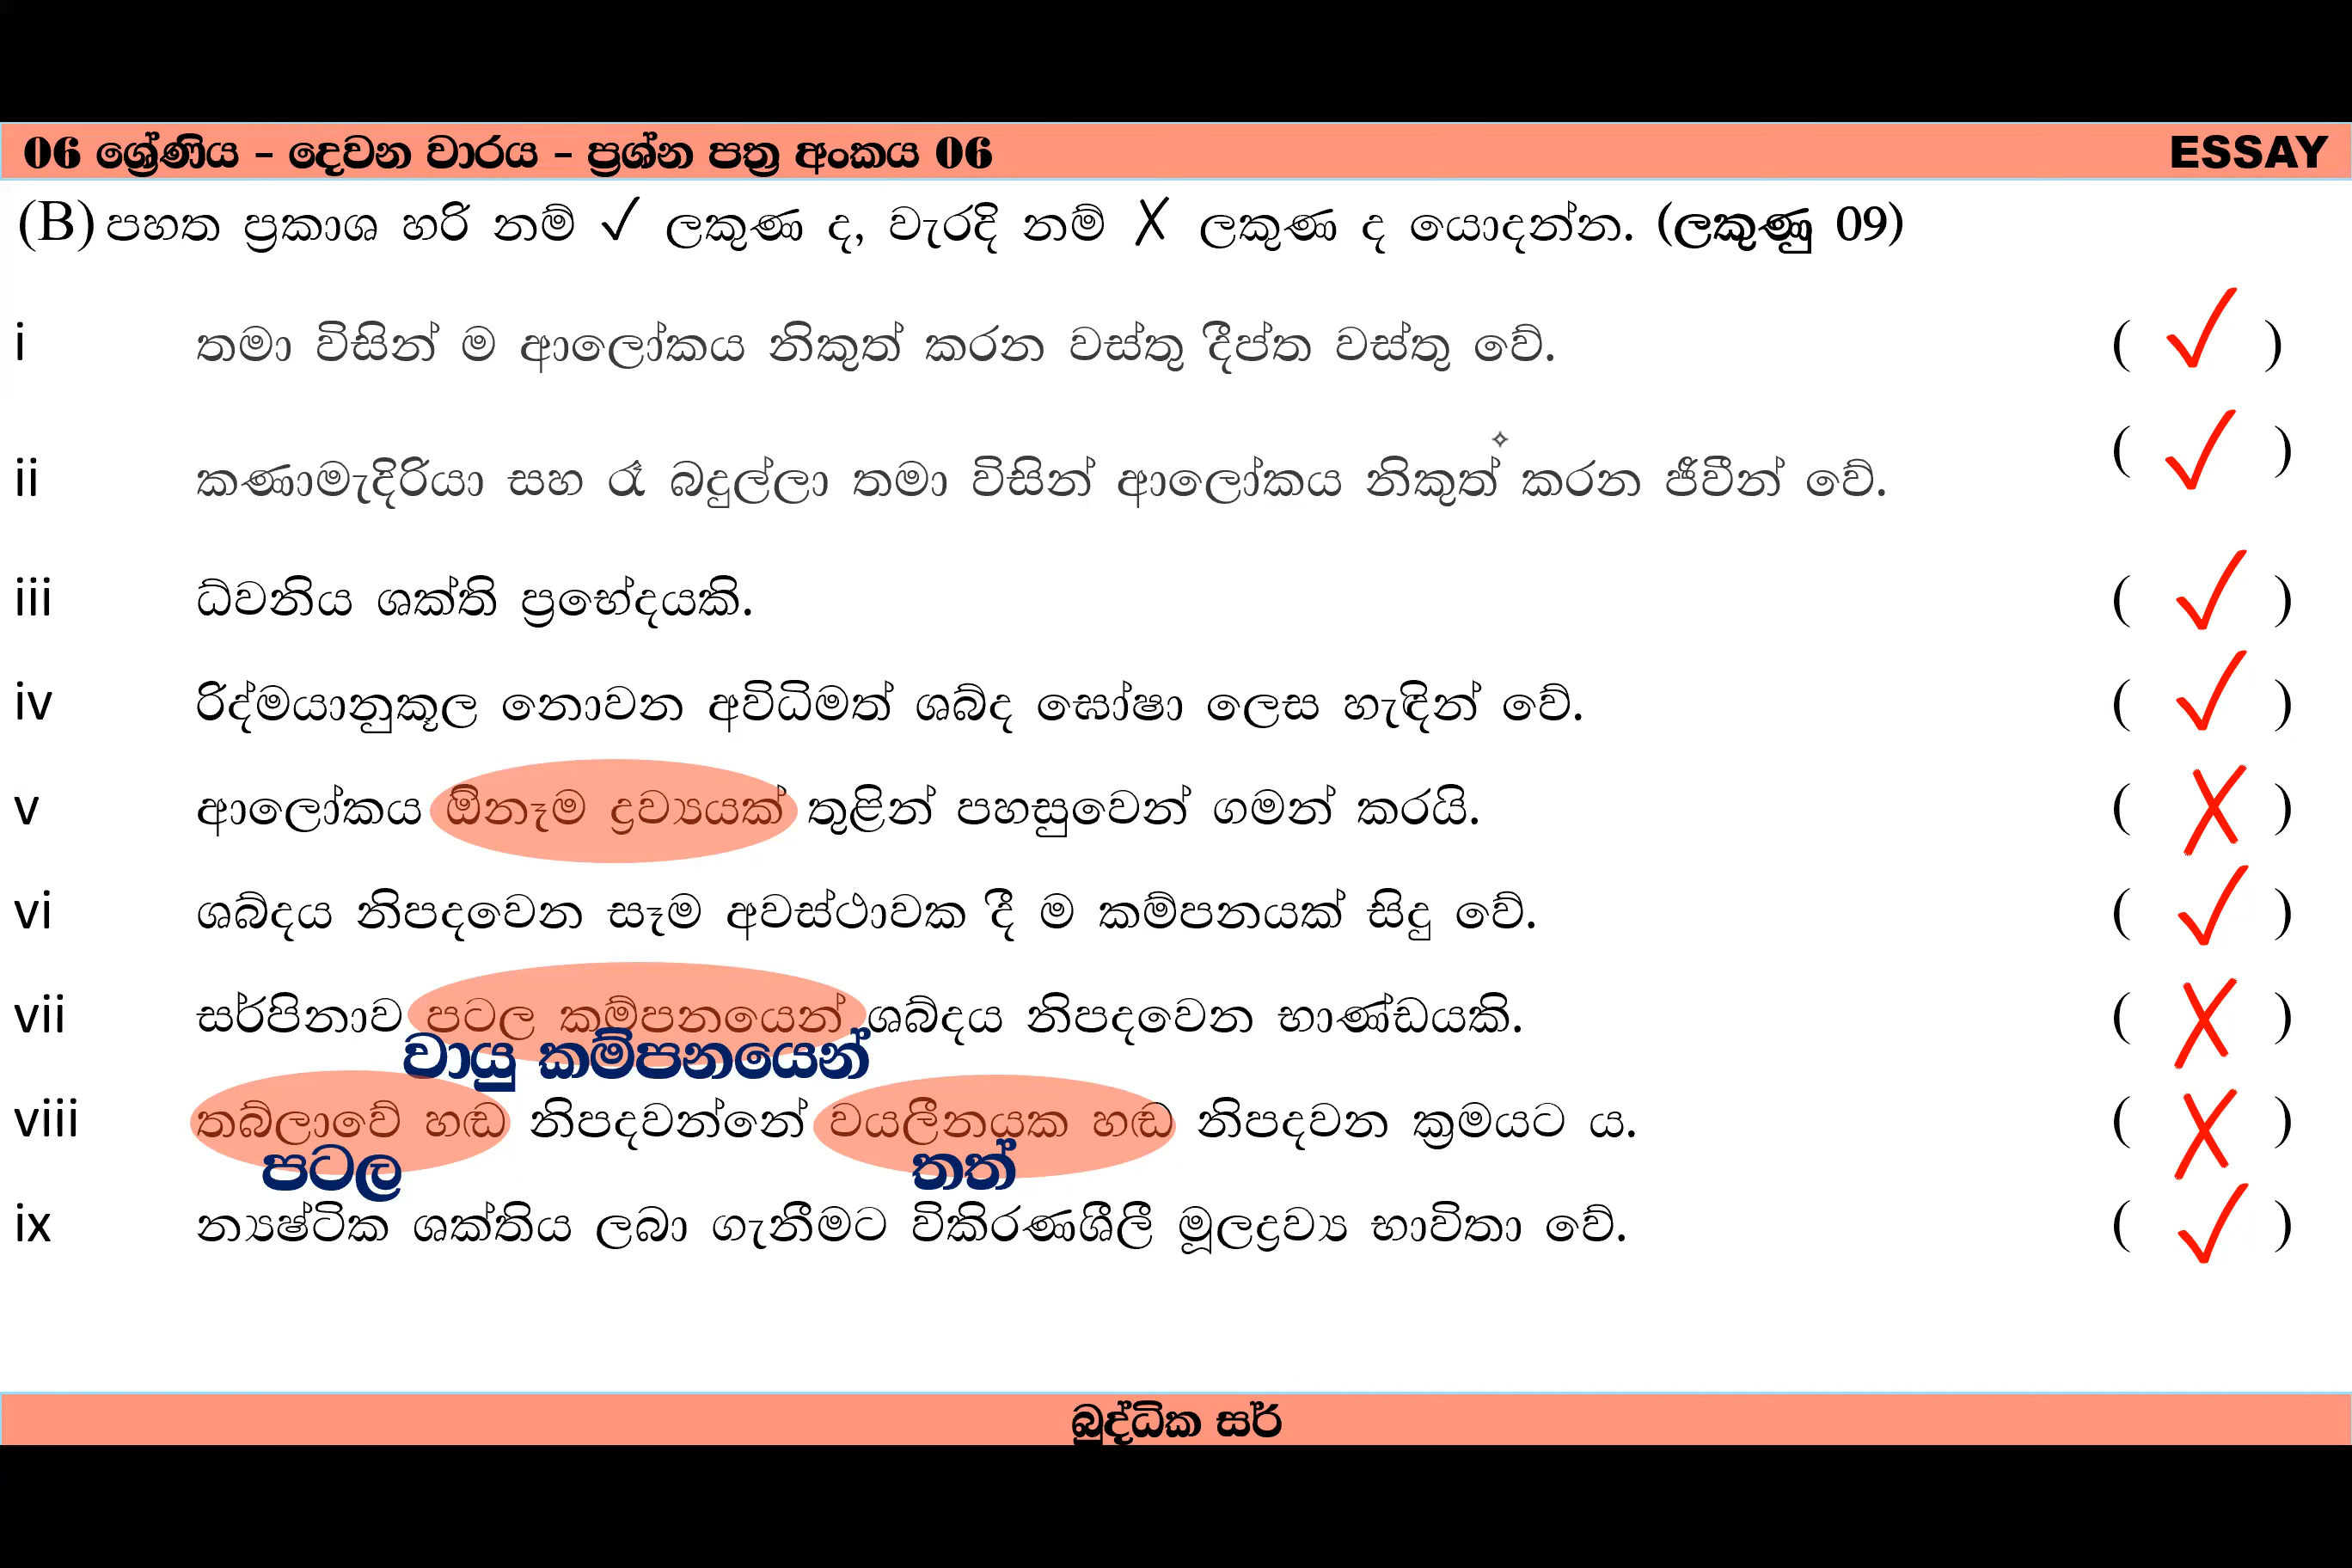 06 ශ්‍රේණිය - දෙවන වාරය - ප්‍රශ්න පත්‍ර අංකය 06 ESSAY
(B) පහත ප්‍රකාශ හරි නම් ✓ ලකුණ ද, වැරදි නම් ✗ ලකුණ ද යොදන්න. (ලකුණු 09)
i තමා විසින් ම ආලෝකය නිකුත් කරන වස්තු දීප්ත වස්තු වේ. ( ✓ )
ii කණාමැදිරියා සහ රෑ බදුල්ලා තමා විසින් ආලෝකය නිකුත් කරන ජීවීන් වේ. ( ✓ )
iii ධ්වනිය ශක්ති ප්‍රභේදයකි. ( ✓ )
iv රිද්මයානුකූල නොවන අවිධිමත් ශබ්ද ඝෝෂා ලෙස හැඳින් වේ. ( ✓ )
v ආලෝකය ඕනෑම ද්‍රව්‍යයක් තුළින් පහසුවෙන් ගමන් කරයි. ( ✗ )
vi ශබ්දය නිපදවෙන සෑම අවස්ථාවක දී ම කම්පනයක් සිදු වේ. ( ✓ )
vii සර්පිනාව පටල කම්පනයෙන් ශබ්දය නිපදවෙන භාණ්ඩයකි. ( ✗ )
වායු කම්පනයෙන්
viii තබ්ලාවේ හඬ නිපදවන්නේ වයලීනයක හඬ නිපදවන ක්‍රමයට ය. ( ✗ )
පටල තත්
ix න්‍යෂ්ටික ශක්තිය ලබා ගැනීමට විකිරණශීලී මූලද්‍රව්‍ය භාවිතා වේ. ( ✓ )
බුද්ධික සර්